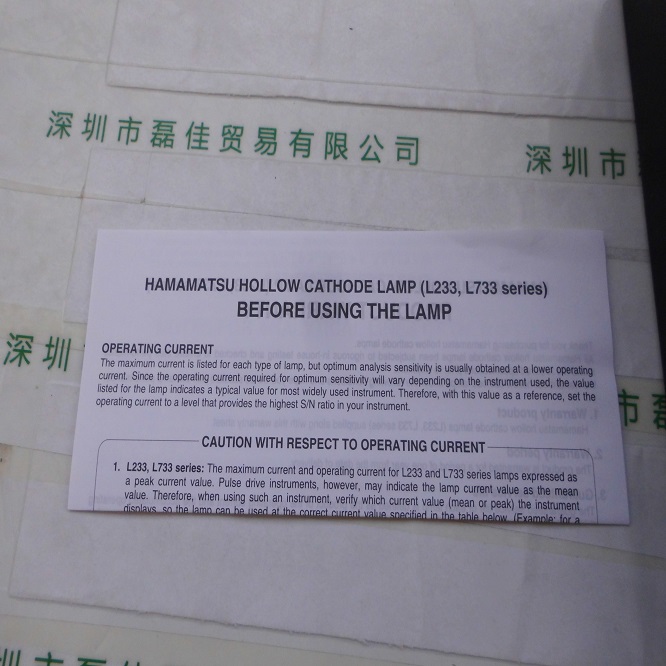 深圳市磊佳贸易有限公司
深圳市
HAMAMATSU HOLLOW CATHODE LAMP (L233, L733 series)
BEFORE USING THE LAMP
深圳
OPERATING CURRENT
The maximum current is listed for each type of lamp, but optimum analysis sensitivity is usually obtained at a lower operating
current. Since the operating current required for optimum sensitivity will vary depending on the instrument used, the value
listed for the lamp indicates a typical value for most widely used instrument. Therefore, with this value as a reference, set the
operating current to a level that provides the highest S/N ratio in your instrument.
市磊
CAUTION WITH RESPECT TO OPERATING CURRENT
1. L233, L733 series: The maximum current and operating current for L233 and L733 series lamps expressed as
a peak current value. Pulse drive instruments, however, may indicate the lamp current value as the mean
value. Therefore, when using such an instrument, verify which current value (mean or peak) the instrument
displays, so the lamp can be used at the correct current value specified in the table below. (Example: for a
深圳市磊佳